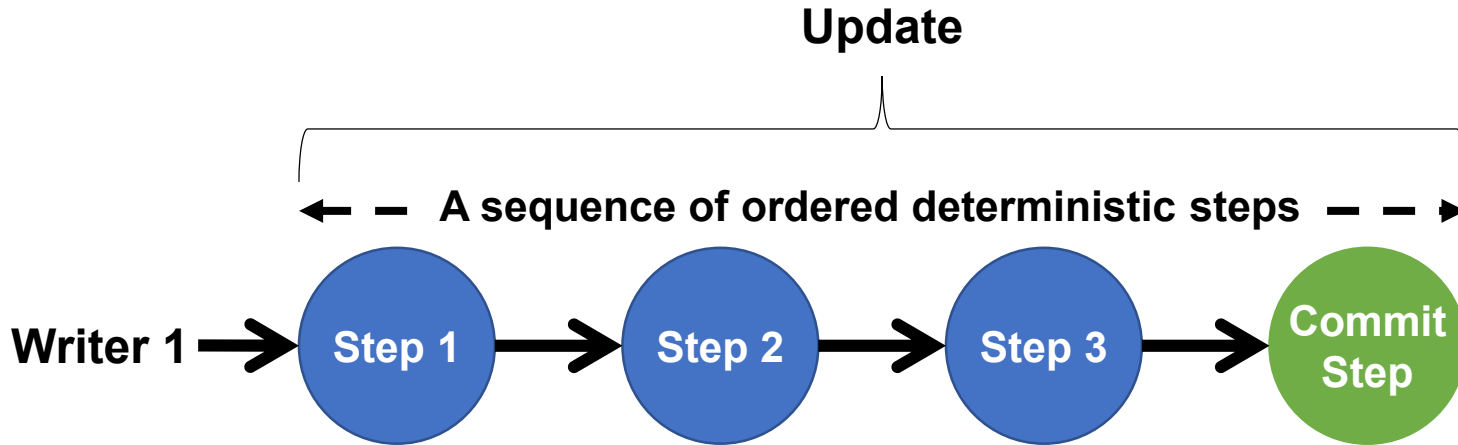 Update
A sequence of ordered deterministic steps
Writer 1
Step 1
Step 2
Step 3
Commit
Step